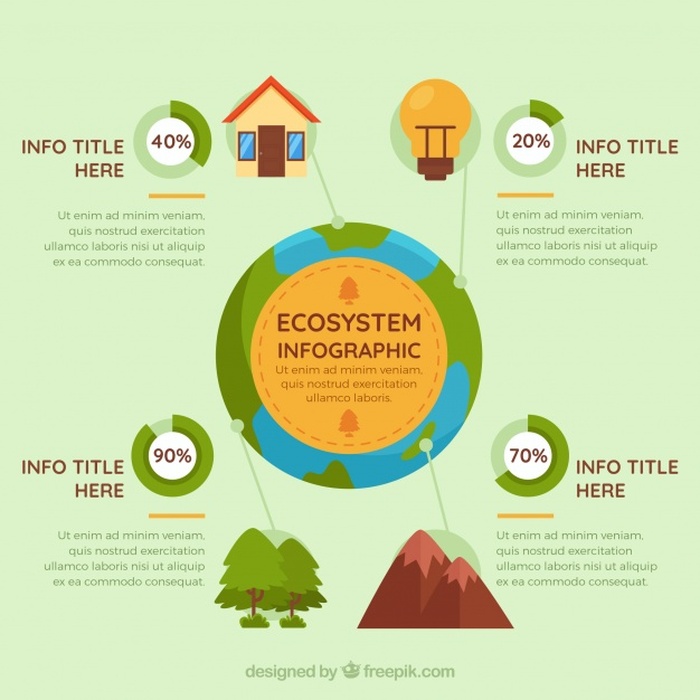 INFO TITLE
HERE
40%
Ut enim ad minim veniam,
quis nostrud exercitation
ullamco laboris nisi ut aliquip
ex ea commodo consequat.
20%
INFO TITLE
HERE
Ut enim ad minim veniam,
quis nostrud exercitation
ullamco laboris nisi ut aliquip
ex ea commodo consequat.
ECOSYSTEM
INFOGRAPHIC
Ut enim ad minim veniam,
quis nostrud exercitation
ullamco laboris.
INFO TITLE
HERE
90%
Ut enim ad minim veniam,
quis nostrud exercitation
ullamco laboris nisi ut aliquip
ex ea commodo consequat.
70%
INFO TITLE
HERE
Ut enim ad minim veniam,
quis nostrud exercitation
ullamco laboris nisi ut aliquip
ex ea commodo consequat.
designed by freepik.com